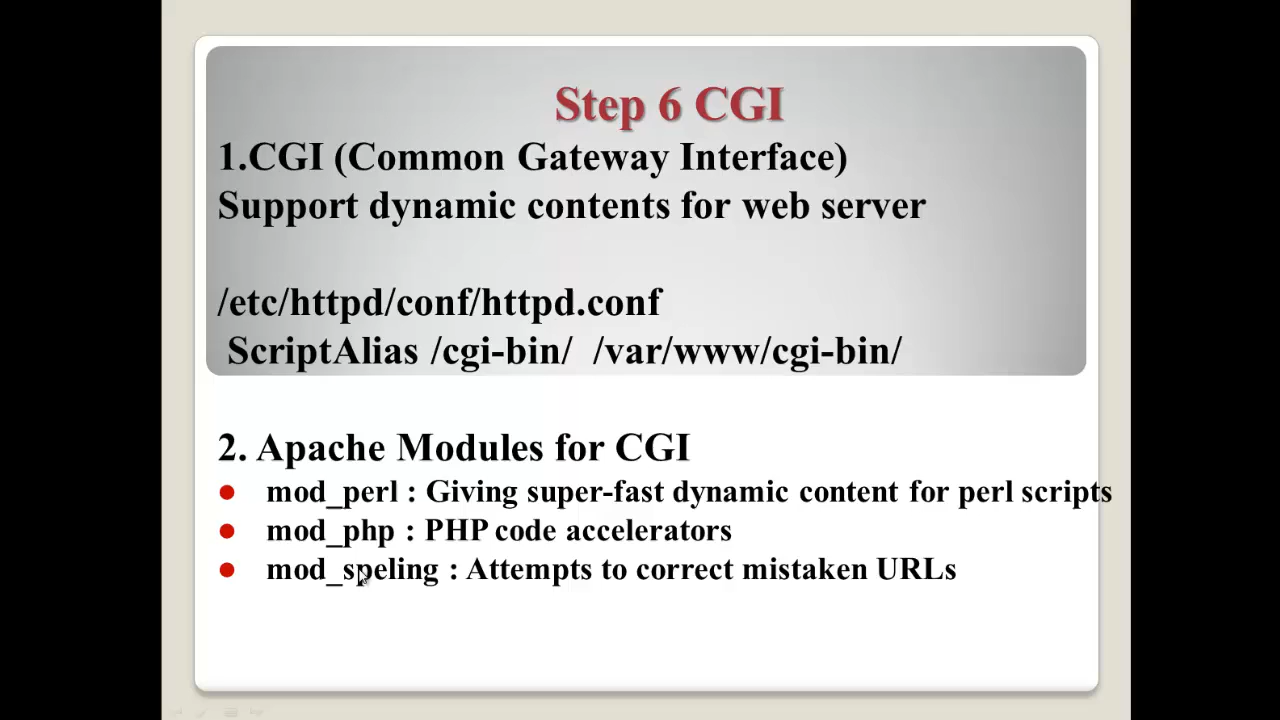 Step 6 CGI
1.CGI (Common Gateway Interface)
Support dynamic contents for web server
/etc/httpd/conf/httpd.conf
ScriptAlias /cgi-bin/ /var/www/cgi-bin/
2. Apache Modules for CGI
● mod_perl : Giving super-fast dynamic content for perl scripts
● mod_php : PHP code accelerators
● mod_speling : Attempts to correct mistaken URLs